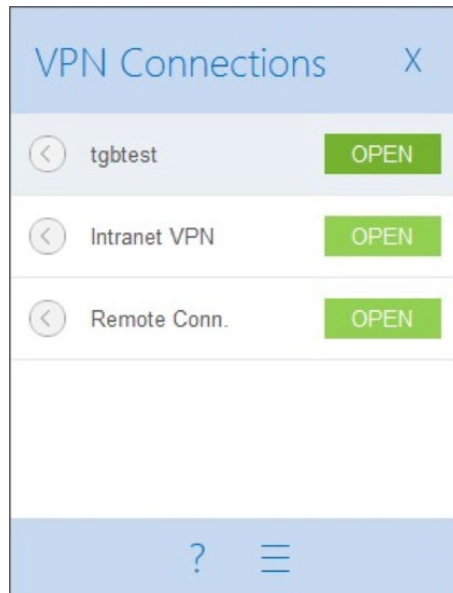 VPN Connections X
tgbtest OPEN
Intranet VPN OPEN
Remote Conn. OPEN
?